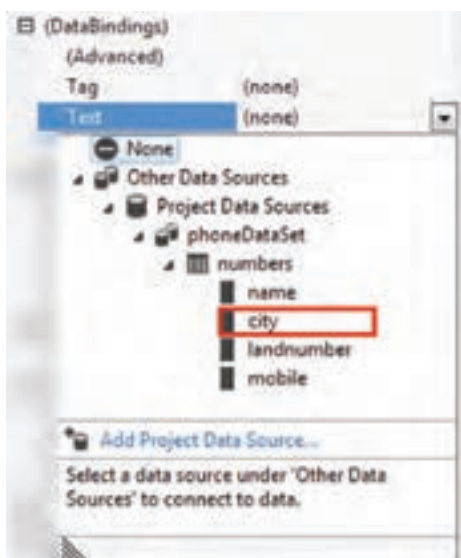 (DataBindings)
(Advanced)
Tag (none)
Text (none)
None
Other Data Sources
Project Data Sources
phoneDataSet
numbers
name
city
landnumber
mobile
Add Project Data Source...
Select a data source under 'Other Data
Sources' to connect to data.